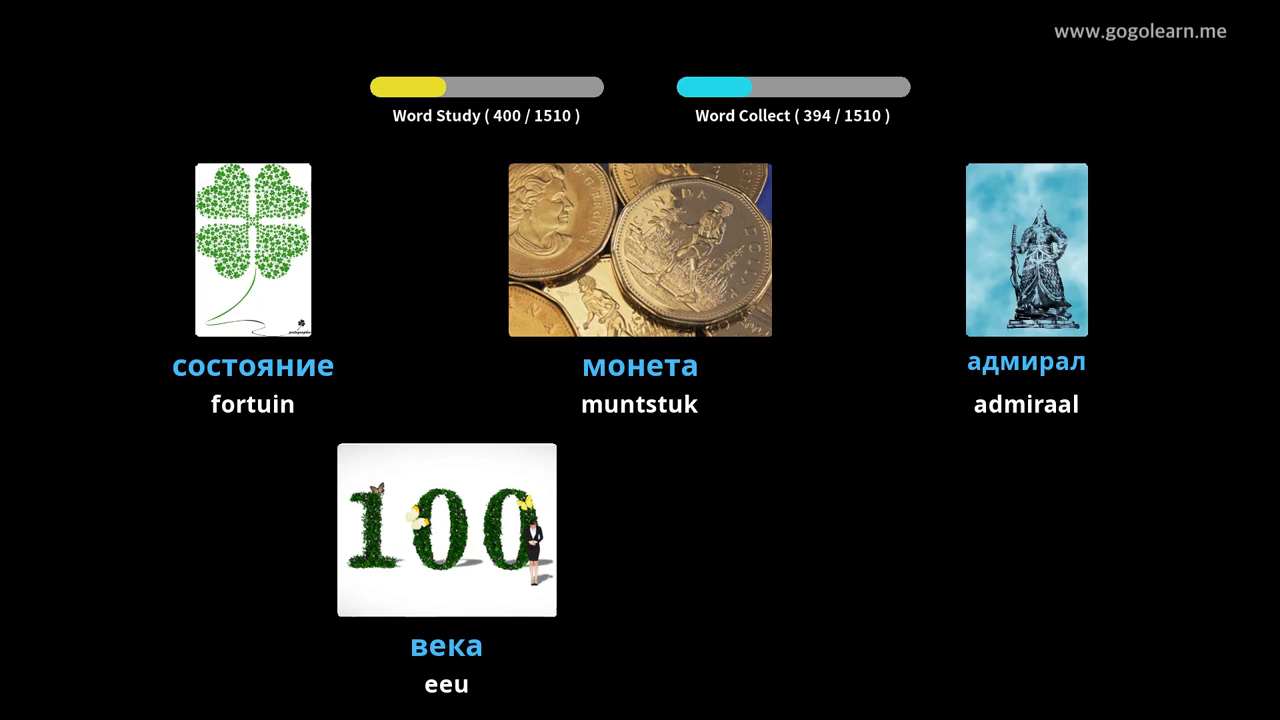 www.gogolearn.me
Word Study ( 400 / 1510 )
Word Collect ( 394 / 1510 )
состояние
fortuin
монета
muntstuk
адмирал
admiraal
100
века
eeu